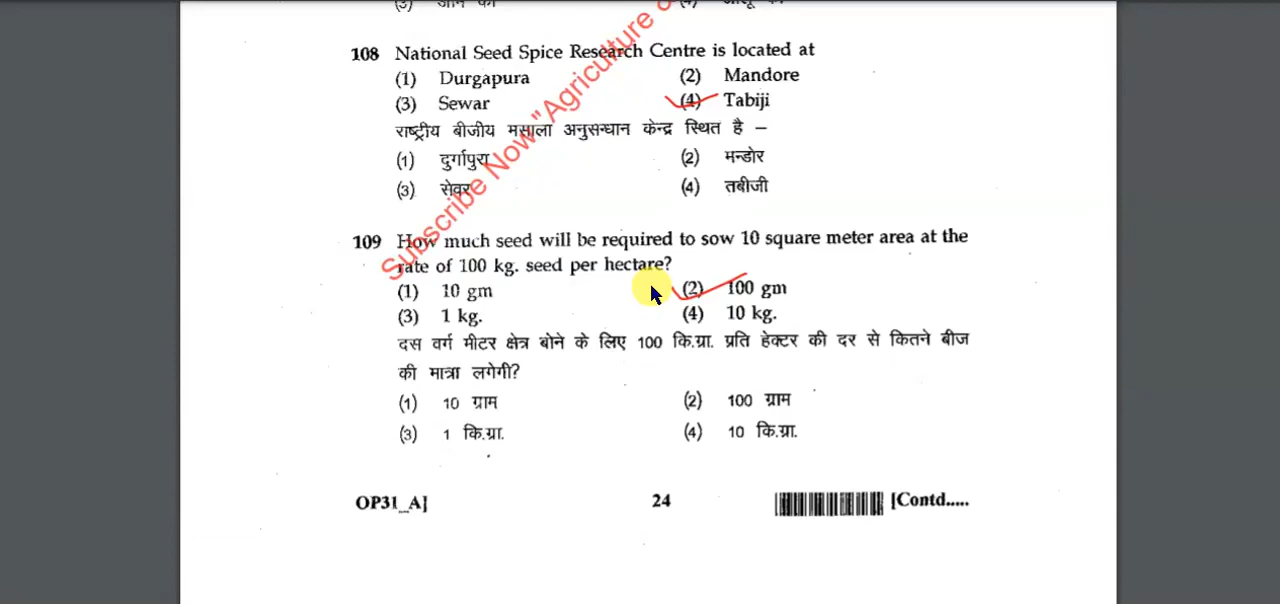 108 National Seed Spice Research Centre is located at
(1) Durgapura (2) Mandore
(3) Sewar (4) Tabiji
राष्ट्रीय बीजीय मसाला अनुसन्धान केन्द्र स्थित है –
(1) दुर्गापुरा (2) मन्डोर
(3) सेवर (4) तबीजी
Subscribe Now "Agriculture
109 How much seed will be required to sow 10 square meter area at the
rate of 100 kg. seed per hectare?
(1) 10 gm (2) 100 gm
(3) 1 kg. (4) 10 kg.
दस वर्ग मीटर क्षेत्र बोने के लिए 100 कि.ग्रा. प्रति हेक्टर की दर से कितने बीज
की मात्रा लगेगी?
(1) 10 ग्राम (2) 100 ग्राम
(3) 1 कि.ग्रा. (4) 10 कि.ग्रा.
OP31_A] 24 [Contd.....